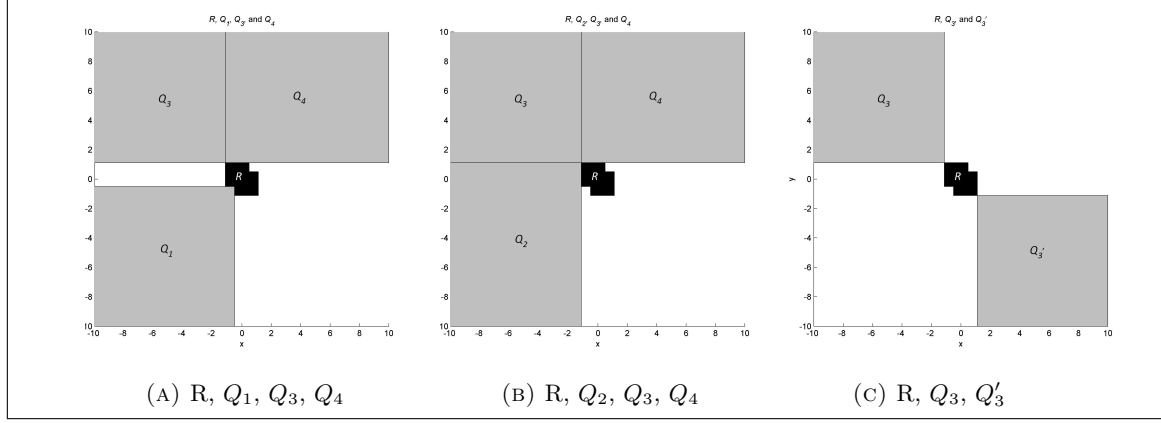 R, Q1, Q3, and Q4
10
8
6
4
2
0
-2
-4
-6
-8
10
-10 -8 -6 -4 -2 0 2 4 6 8 10
x
Q3
Q4
R
Q1
(A) R, Q1, Q3, Q4
R, Q2, Q3, and Q4
10
8
6
4
2
0
-2
-4
-6
-8
10
-10 -8 -6 -4 -2 0 2 4 6 8 10
x
Q3
Q4
R
Q2
(B) R, Q2, Q3, Q4
R, Q3, and Q3′
10
8
6
4
2
0
-2
-4
-6
-8
-10
y
-10 -8 -6 -4 -2 0 2 4 6 8 10
x
Q3
R
Q3′
(C) R, Q3, Q3′